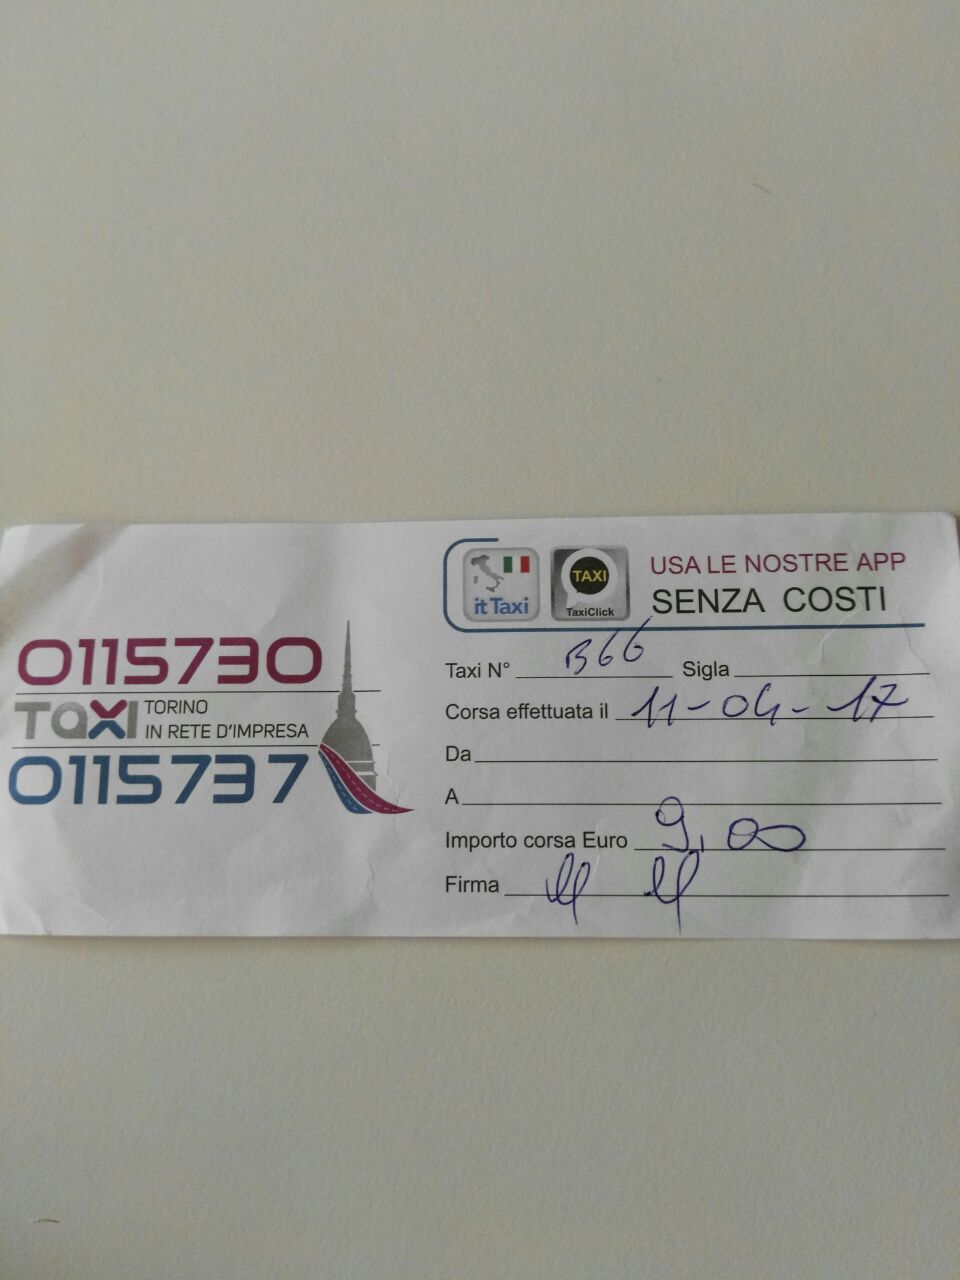 0115730
TAXI TORINO
IN RETE D'IMPRESA
0115737
it Taxi
TAXI
TaxiClick
USA LE NOSTRE APP
SENZA COSTI
Taxi N° B66 Sigla
Corsa effettuata il 11-04-17
Da
A
Importo corsa Euro 9,00
Firma